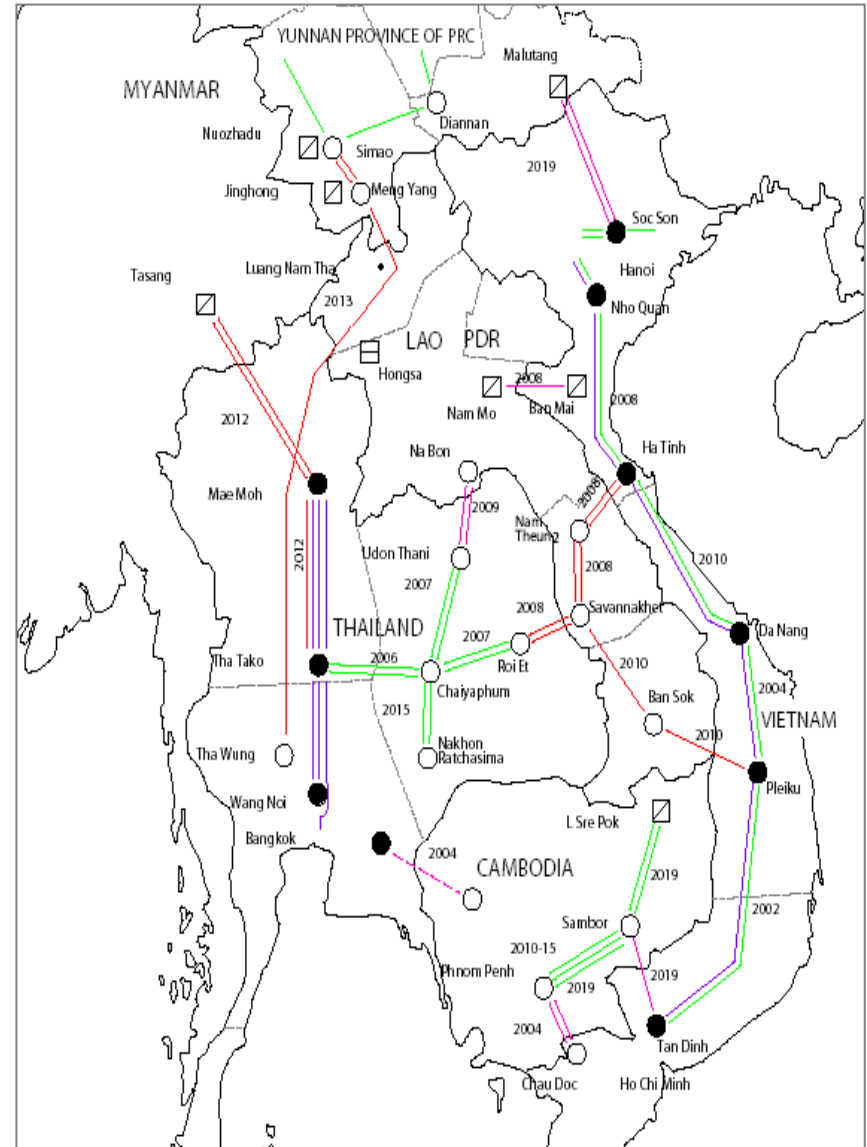 YUNNAN PROVINCE OF PRC
Malutang
MYANMAR
Diannan
Nuozhadu
Simao
2019
Jinghong
Meng Yang
Soc Son
Luang Nam Tha
Hanoi
Tasang
2013
Nho Quan
LAO PDR
Hongsa
2008
2008
Nam Mo
Ban Mai
2012
Na Bon
Ha Tinh
Mae Moh
2008
2009
Nam
Theun 2
2012
Udon Thani
2010
2007
2008
2008
Savannakhet
THAILAND
2007
Da Nang
Tha Tako
2006
Roi Et
2010
Chaiyaphum
2004
Ban Sok
2015
VIETNAM
2010
Nakhon
Ratchasima
Tha Wung
Pleiku
Wang Noi
L Sre Pok
Bangkok
2004
CAMBODIA
2019
2002
Sambor
2010-15
Phnom Penh
2019
2019
2004
Tan Dinh
Chau Doc
Ho Chi Minh